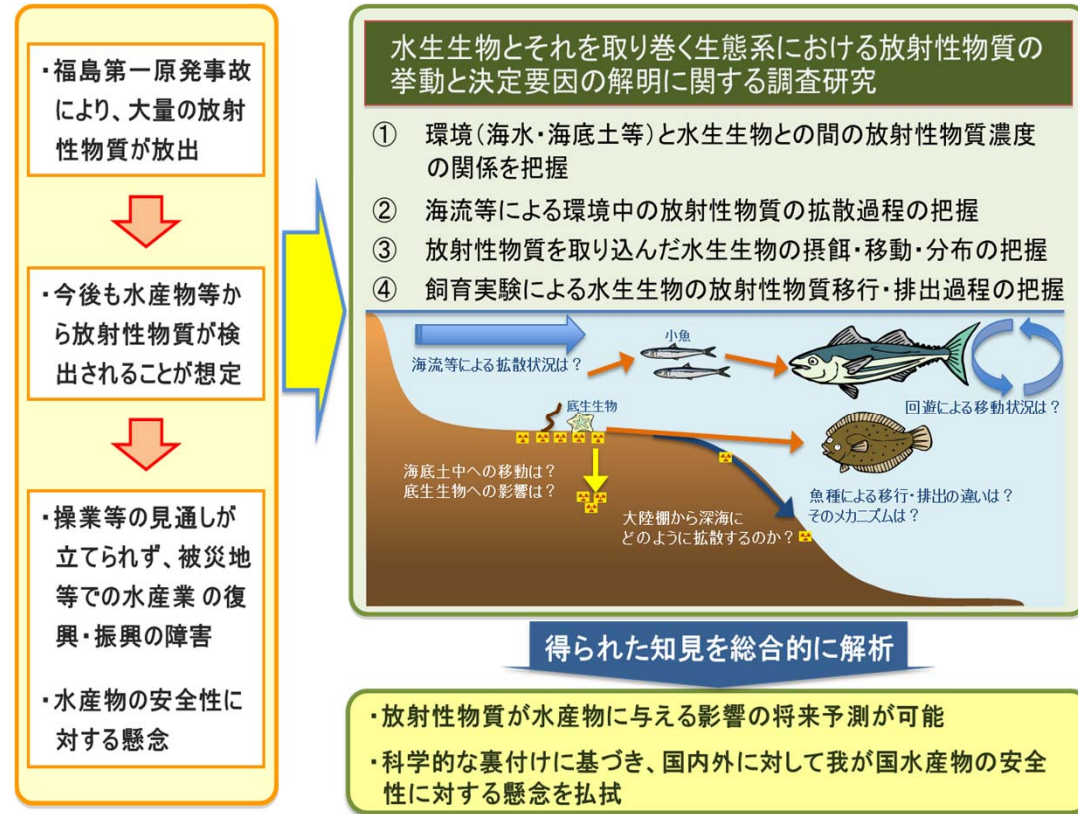 ・福島第一原発事故
により、大量の放射
性物質が放出
・今後も水産物等か
ら放射性物質が検
出されることが想定
・操業等の見通しが
立てられず、被災地
等での水産業の復
興・振興の障害
・水産物の安全性に
対する懸念
水生生物とそれを取り巻く生態系における放射性物質の
挙動と決定要因の解明に関する調査研究
① 環境（海水・海底土等）と水生生物との間の放射性物質濃度
の関係を把握
② 海流等による環境中の放射性物質の拡散過程の把握
③ 放射性物質を取り込んだ水生生物の摂餌・移動・分布の把握
④ 飼育実験による水生生物の放射性物質移行・排出過程の把握
海流等による拡散状況は？
小魚
回遊による移動状況は？
底生生物
海底土中への移動は？
底生生物への影響は？
魚種による移行・排出の違いは？
そのメカニズムは？
大陸棚から深海に
どのように拡散するのか？
得られた知見を総合的に解析
・放射性物質が水産物に与える影響の将来予測が可能
・科学的な裏付けに基づき、国内外に対して我が国水産物の安全
性に対する懸念を払拭